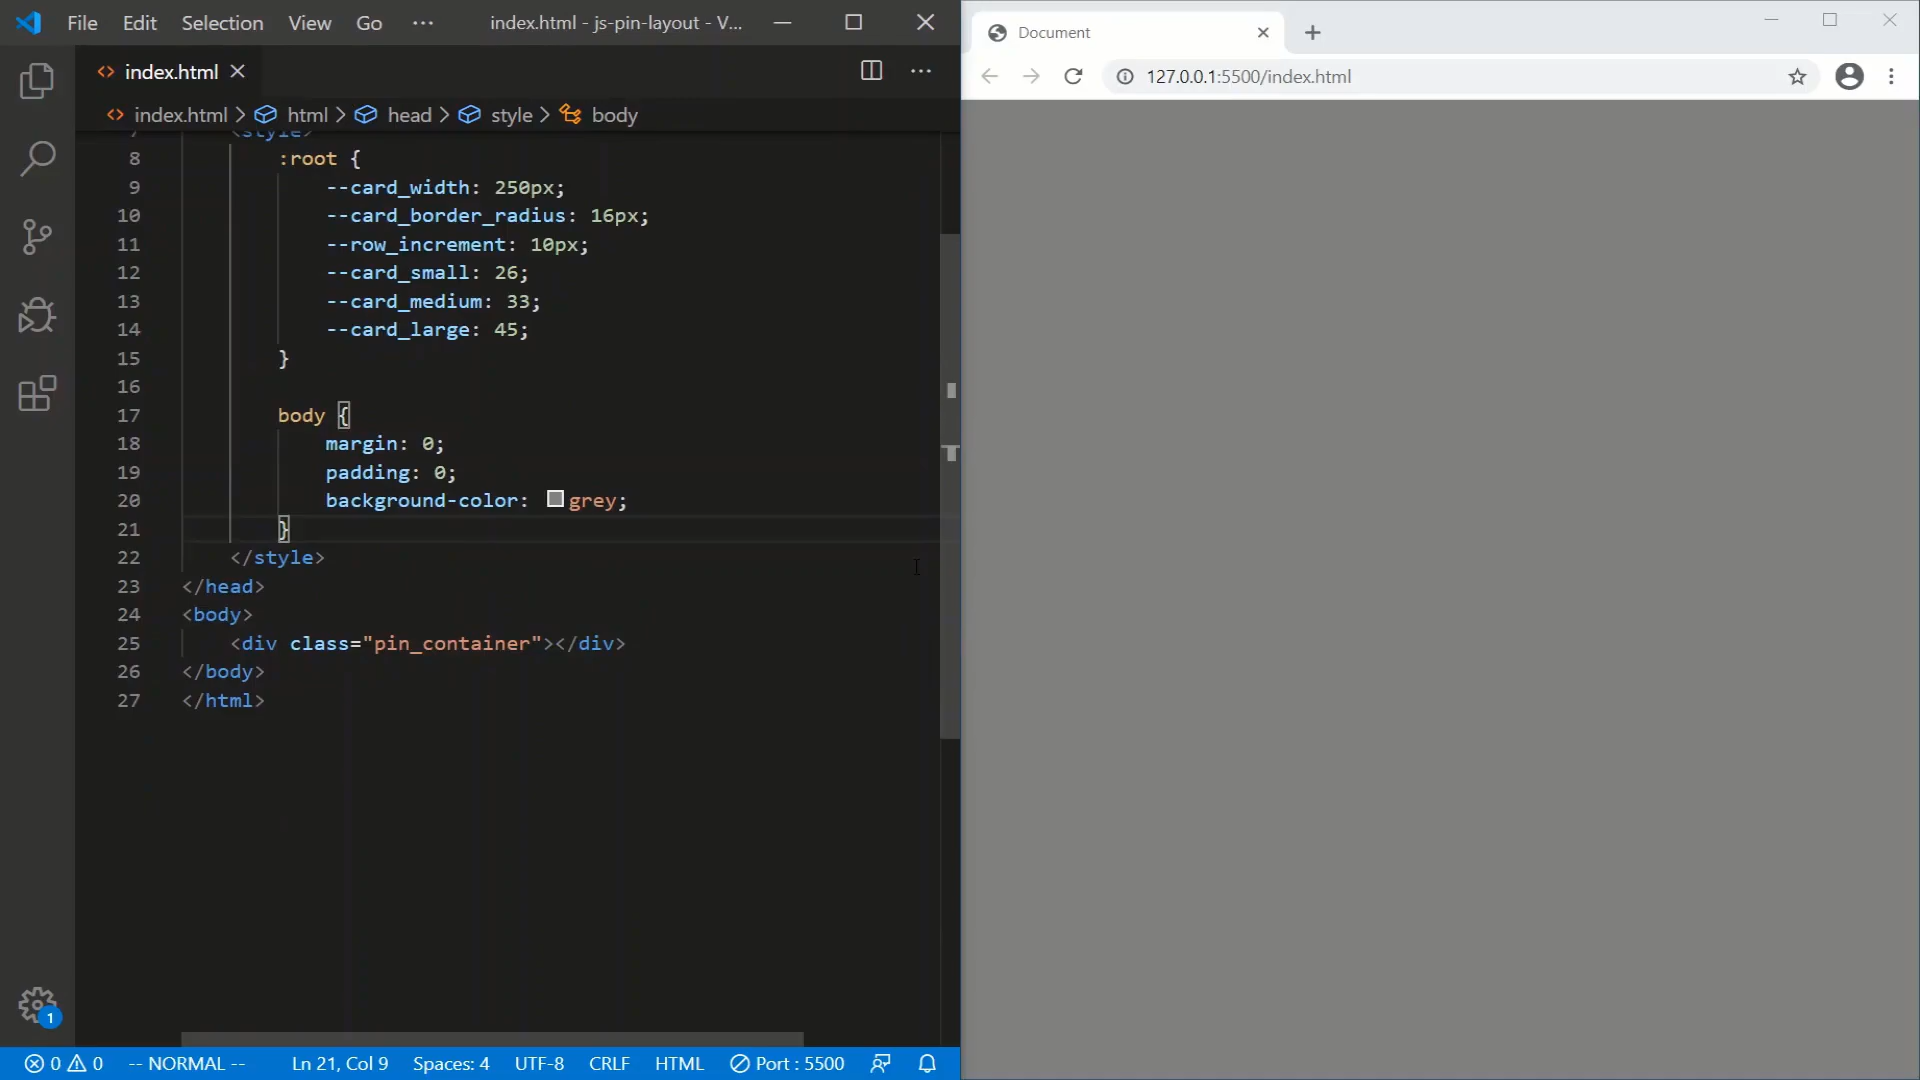 File Edit Selection View Go ··· index.html - js-pin-layout - V...
index.html
index.html > html > head > style > body
7 <style>
8 :root {
9 --card_width: 250px;
10 --card_border_radius: 16px;
11 --row_increment: 10px;
12 --card_small: 26;
13 --card_medium: 33;
14 --card_large: 45;
15 }
16
17 body {
18 margin: 0;
19 padding: 0;
20 background-color: grey;
21 }
22 </style>
23 </head>
24 <body>
25 <div class="pin_container"></div>
26 </body>
27 </html>
1
0 0 -- NORMAL -- Ln 21, Col 9 Spaces: 4 UTF-8 CRLF HTML Port : 5500
Document
127.0.0.1:5500/index.html